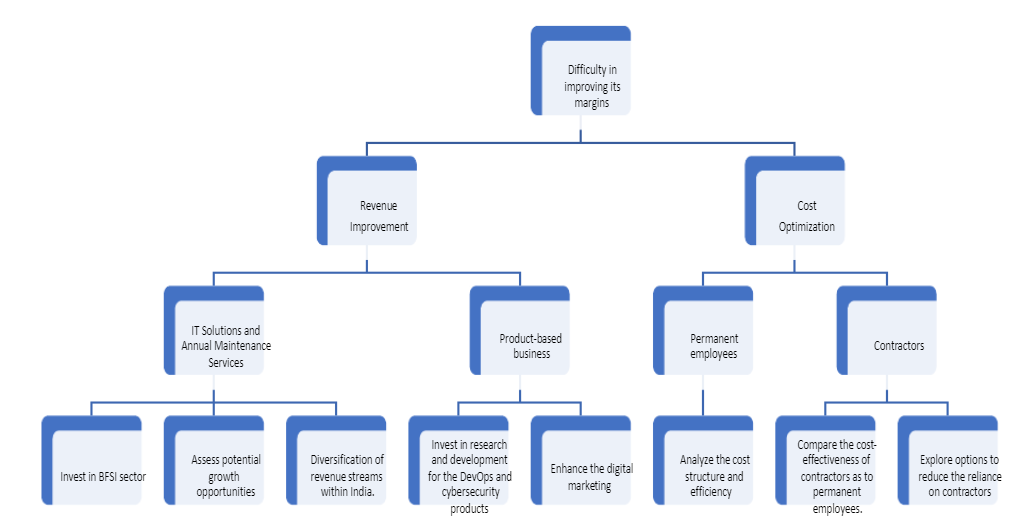 Difficulty in
improving its
margins
Revenue
Improvement
Cost
Optimization
IT Solutions and
Annual Maintenance
Services
Product-based
business
Permanent
employees
Contractors
Invest in BFSI sector
Assess potential
growth
opportunities
Diversification of
revenue streams
within India.
Invest in research
and development
for the DevOps and
cybersecurity
products
Enhance the digital
marketing
Analyze the cost
structure and
efficiency
Compare the cost-
effectiveness of
contractors as to
permanent
employees.
Explore options to
reduce the reliance
on contractors